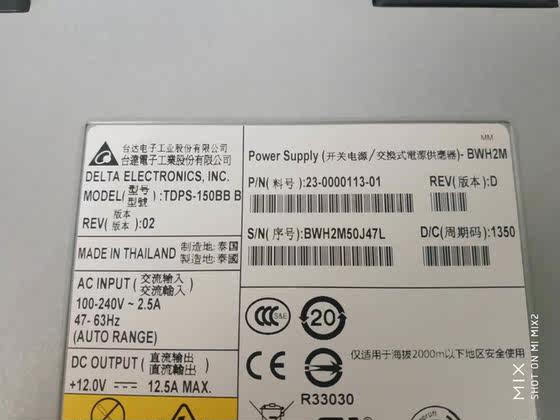 台达电子工业股份有限公司
台達電子工業股份有限公司
DELTA ELECTRONICS, INC.
MODEL( 型号 型號 ):TDPS-150BB B
REV( 版本 版本 ):02
MADE IN THAILAND 制造地: 泰国
製造地: 泰國
AC INPUT ( 交流输入 交流輸入 )
100-240V ~ 2.5A
47- 63Hz
(AUTO RANGE)
DC OUTPUT ( 直流输出 直流輸出 )
+12.0V 12.5A MAX.
MM
Power Supply (开关电源/交換式電源供應器)- BWH2M
P/N(料号):23-0000113-01 REV(版本):D
S/N(序号):BWH2M50J47L D/C(周期码):1350
CCC S&E 20
CE 仅适用于海拔2000m以下地区安全使用
R33030
MIX
SHOT ON MI MIX2